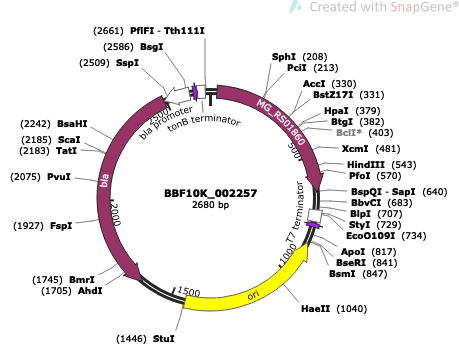 Created with SnapGene®
(2661) PflFI - Tth111I
(2586) BsgI
(2509) SspI
SphI (208)
PciI (213)
AccI (330)
BstZ17I (331)
HpaI (379)
BtgI (382)
BclI* (403)
XcmI (481)
HindIII (543)
PfoI (570)
BspQI - SapI (640)
BbvCI (683)
BlpI (707)
StyI (729)
EcoO109I (734)
ApoI (817)
BseRI (841)
BsmI (847)
HaeII (1040)
(1446) StuI
(1705) AhdI
(1745) BmrI
(1927) FspI
(2075) PvuI
(2183) TatI
(2185) ScaI
(2242) BsaHI
bla promoter
tonB terminator
MG_RS01860
T7 terminator
bla
ori
500
1000
1500
2000
2500
BBF10K_002257
2680 bp